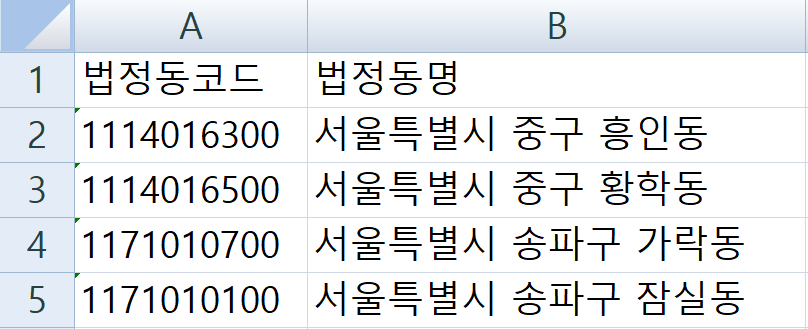 A B
1 법정동코드 법정동명
2 1114016300 서울특별시 중구 흥인동
3 1114016500 서울특별시 중구 황학동
4 1171010700 서울특별시 송파구 가락동
5 1171010100 서울특별시 송파구 잠실동